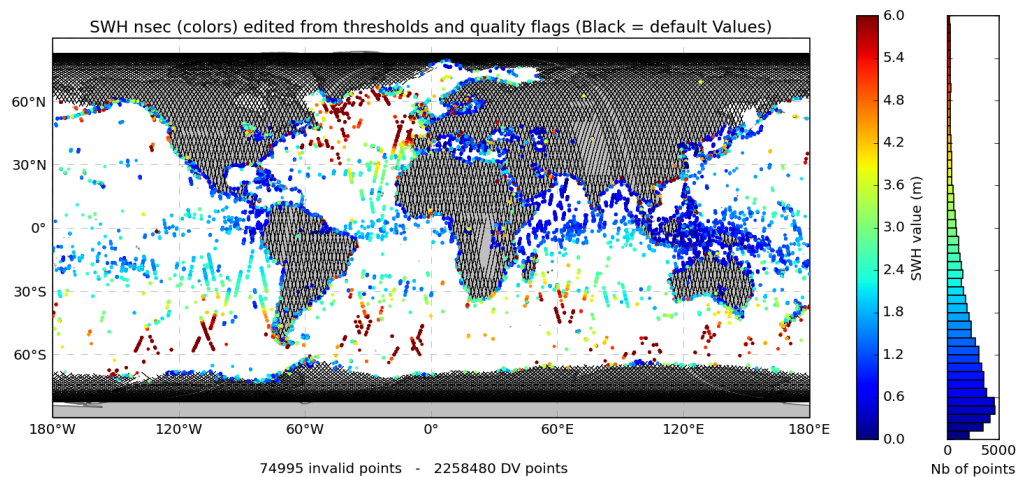 SWH nsec (colors) edited from thresholds and quality flags (Black = default Values)
60°N
30°N
0°
30°S
60°S
180°W 120°W 60°W 0° 60°E 120°E 180°E
6.0
5.4
4.8
4.2
3.6
3.0
2.4
1.8
1.2
0.6
0.0
SWH value (m)
0 5000
Nb of points
74995 invalid points - 2258480 DV points